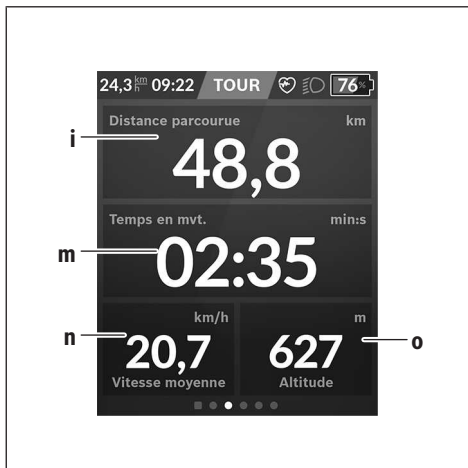 24,3 km/h 09:22 TOUR 76%
Distance parcourue km
i
48,8
Temps en mvt. min:s
m
02:35
km/h m
n 20,7 627 o
Vitesse moyenne Altitude